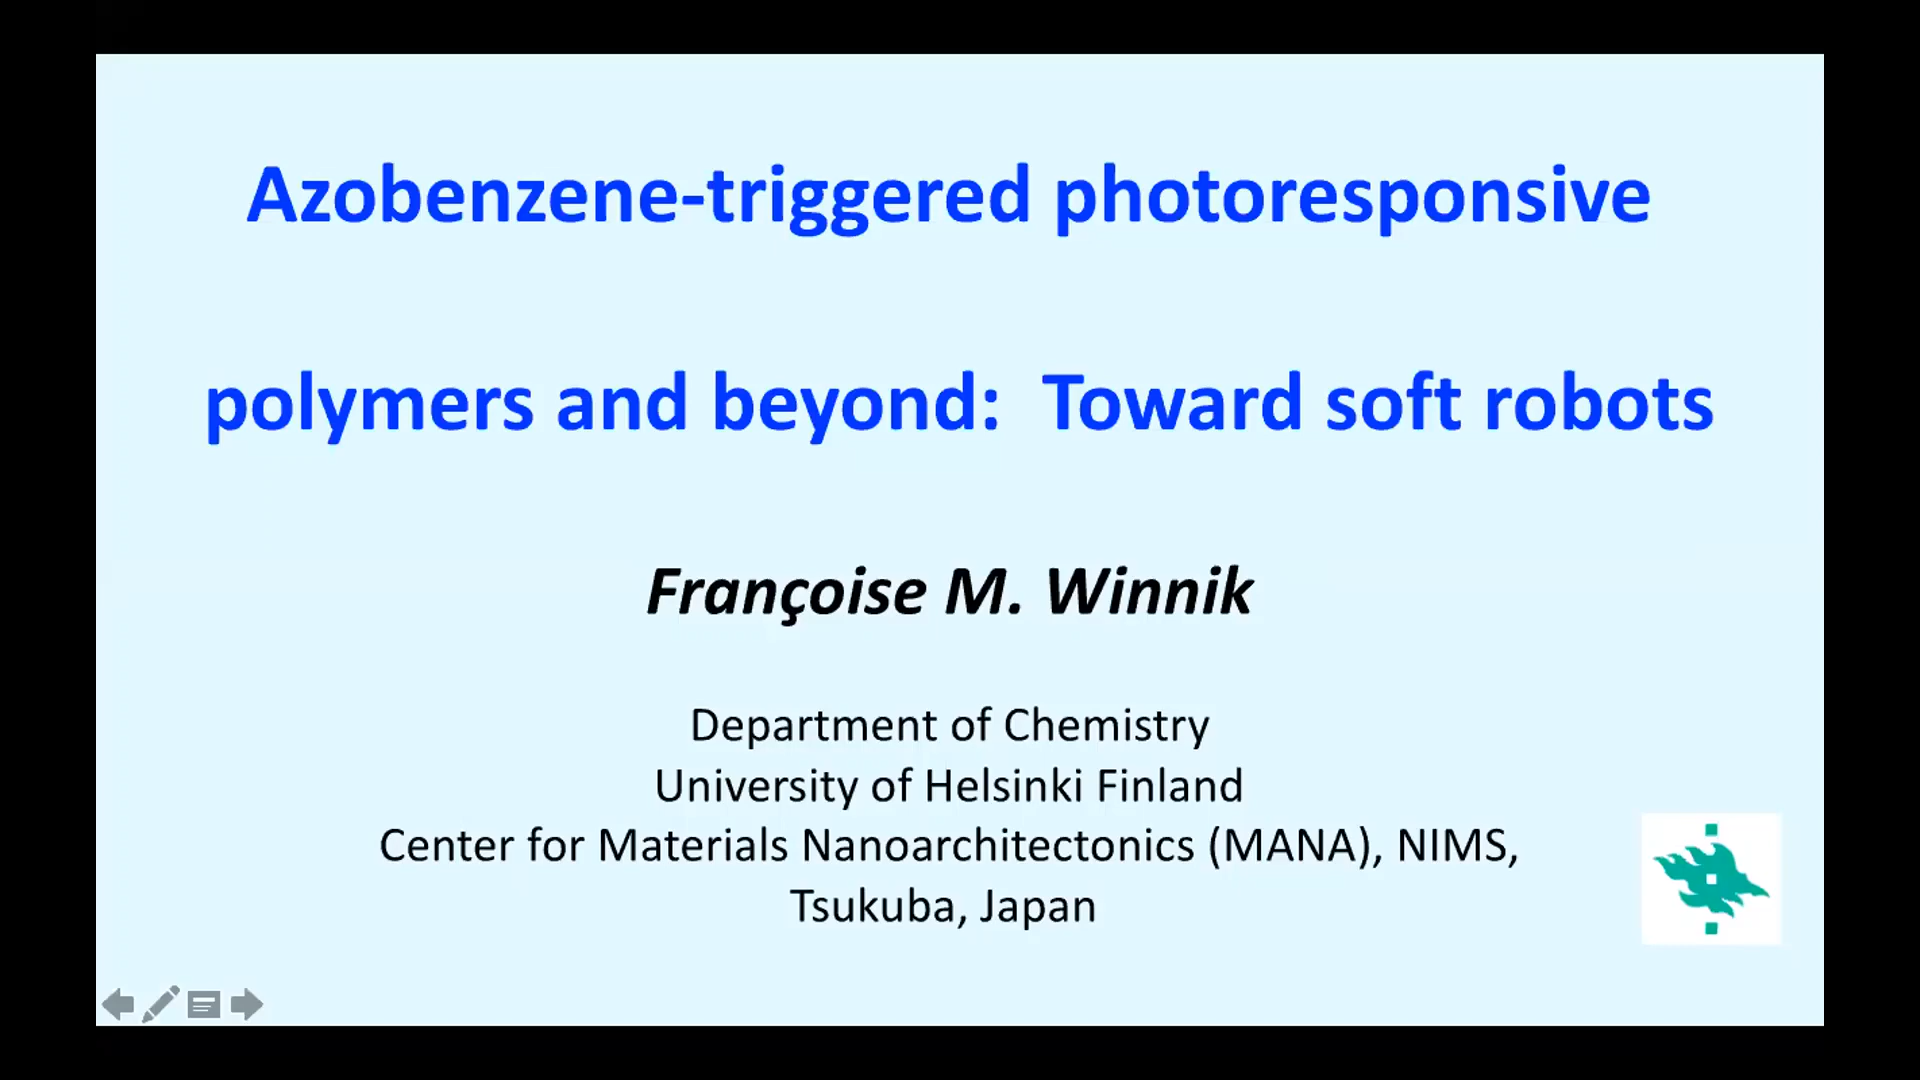 Azobenzene-triggered photoresponsive
polymers and beyond: Toward soft robots
Françoise M. Winnik
Department of Chemistry
University of Helsinki Finland
Center for Materials Nanoarchitectonics (MANA), NIMS,
Tsukuba, Japan